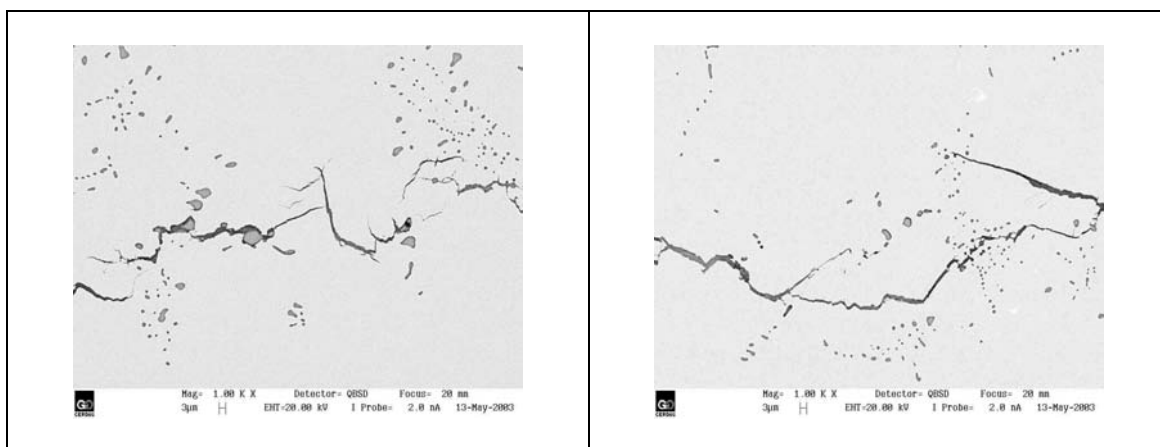 Mag= 1.00 K X Detector= QBSD Focus= 20 mm
3µm EHT=20.00 kV I Probe= 2.0 nA 13-May-2003
Mag= 1.00 K X Detector= QBSD Focus= 20 mm
3µm EHT=20.00 kV I Probe= 2.0 nA 13-May-2003